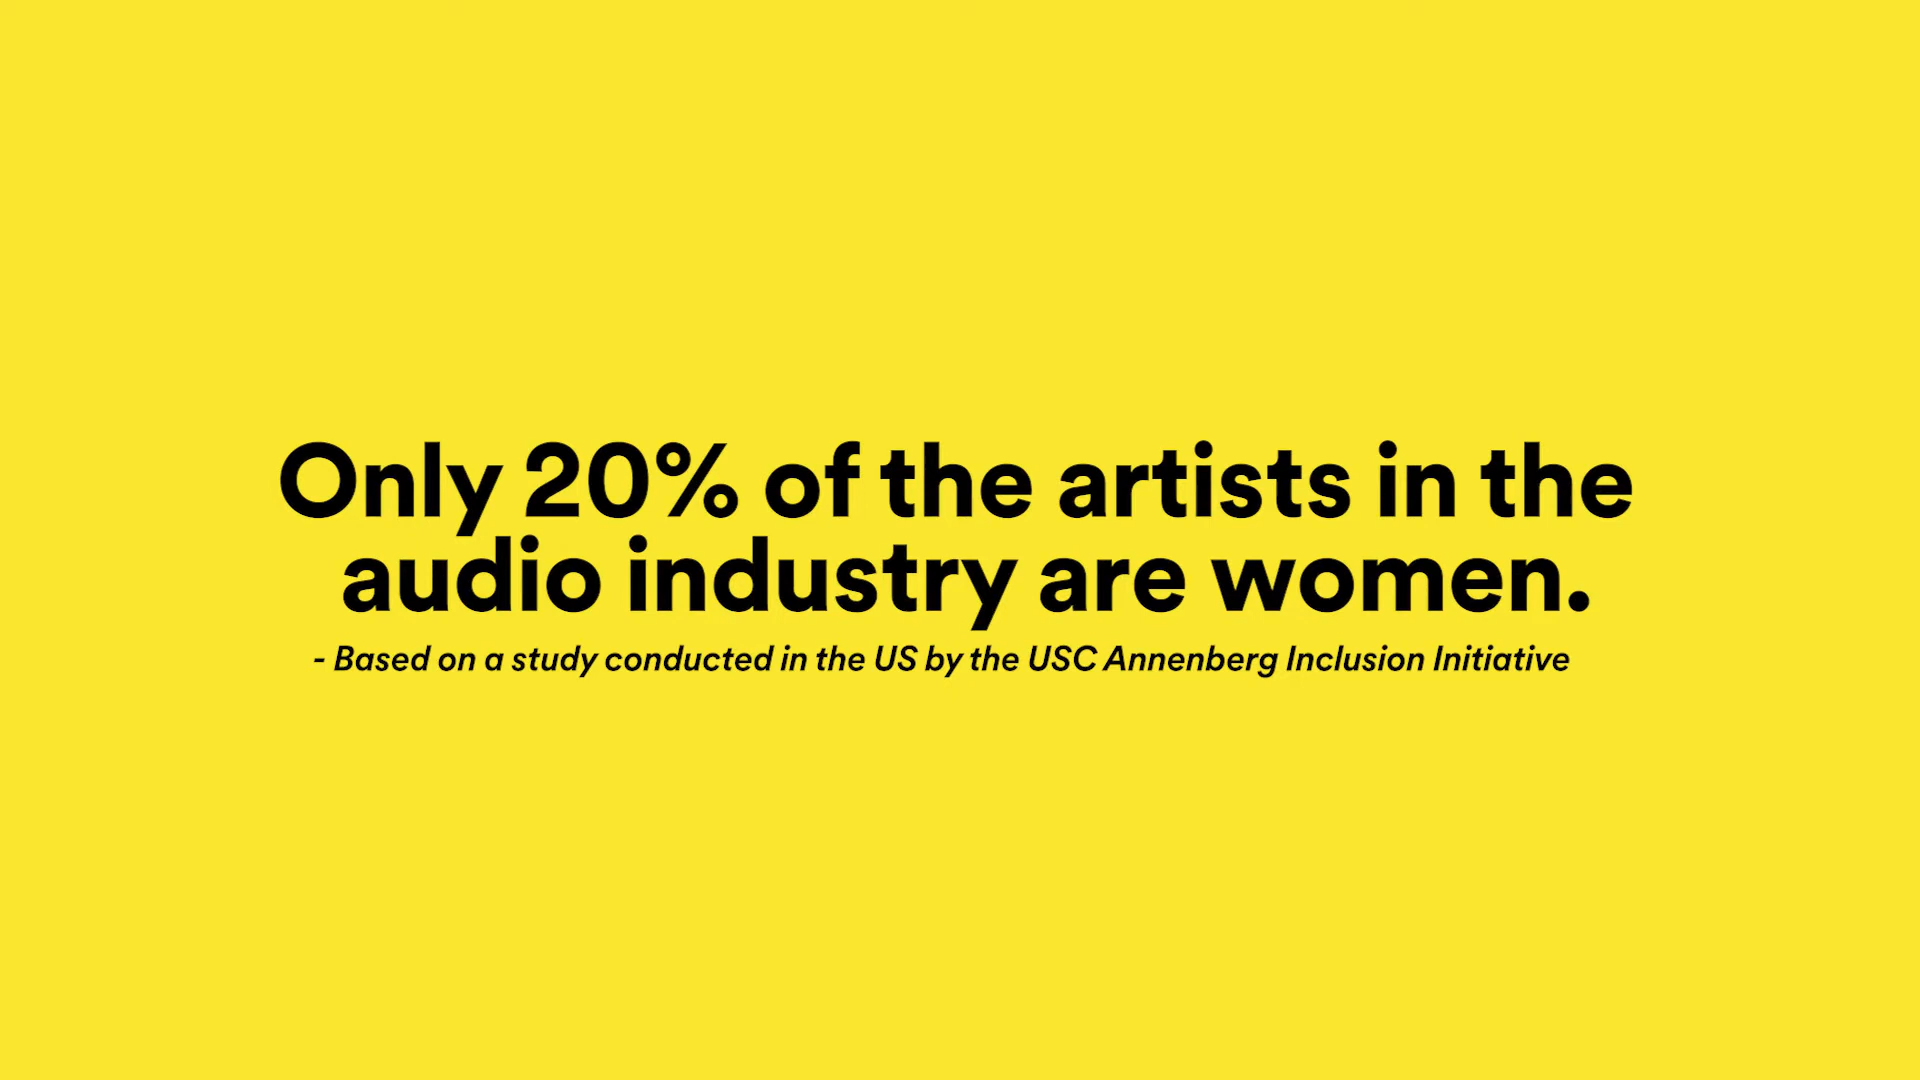 Only 20% of the artists in the
audio industry are women.
- Based on a study conducted in the US by the USC Annenberg Inclusion Initiative